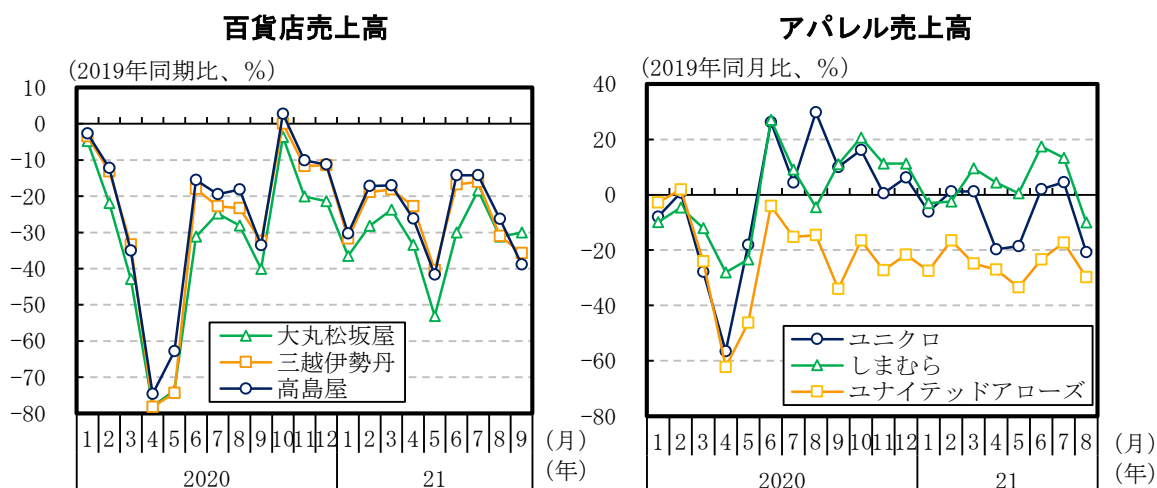 百貨店売上高
(2019年同期比、%)
10
0
-10
-20
-30
-40
-50
-60
-70
-80
大丸松坂屋
三越伊勢丹
高島屋
1 2 3 4 5 6 7 8 9 10 11 12 1 2 3 4 5 6 7 8 9 (月)
2020 21 (年)
アパレル売上高
(2019年同月比、%)
40
20
0
-20
-40
-60
-80
ユニクロ
しまむら
ユナイテッドアローズ
1 2 3 4 5 6 7 8 9 10 11 12 1 2 3 4 5 6 7 8 (月)
2020 21 (年)